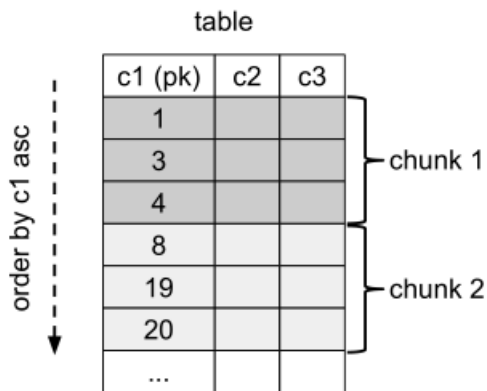 table
c1 (pk) c2 c3
1
3
4
8
19
20
...
chunk 1
chunk 2
order by c1 asc